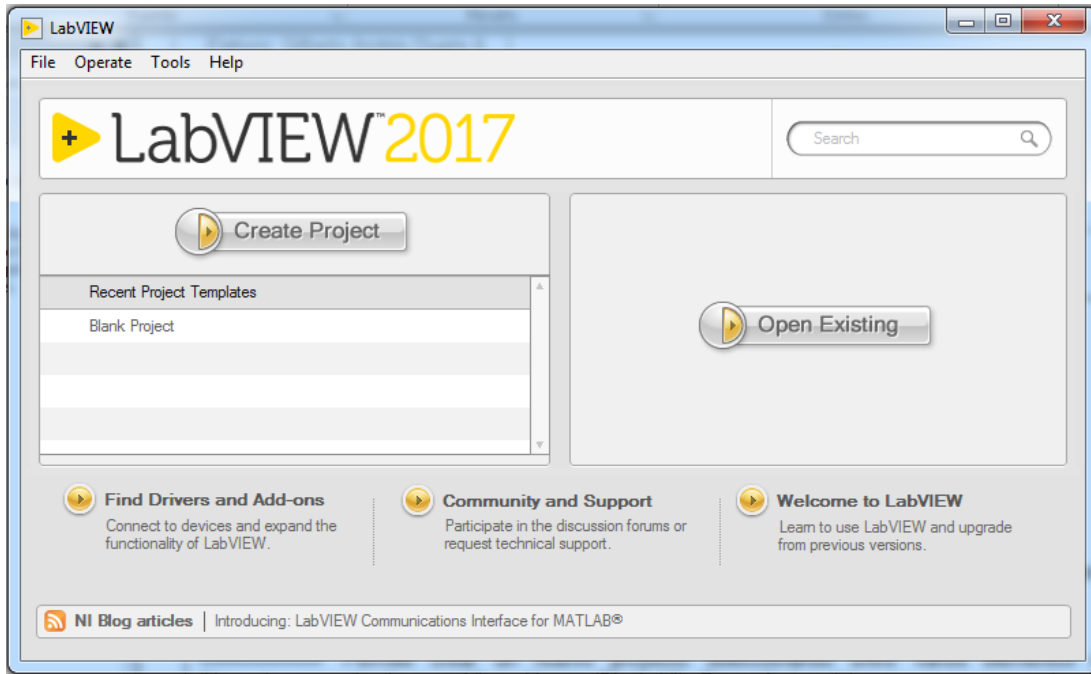 LabVIEW
File Operate Tools Help
LabVIEW™ 2017
Search
Create Project
Recent Project Templates
Blank Project
Open Existing
Find Drivers and Add-ons
Connect to devices and expand the
functionality of LabVIEW.
Community and Support
Participate in the discussion forums or
request technical support.
Welcome to LabVIEW
Learn to use LabVIEW and upgrade
from previous versions.
NI Blog articles | Introducing: LabVIEW Communications Interface for MATLAB®